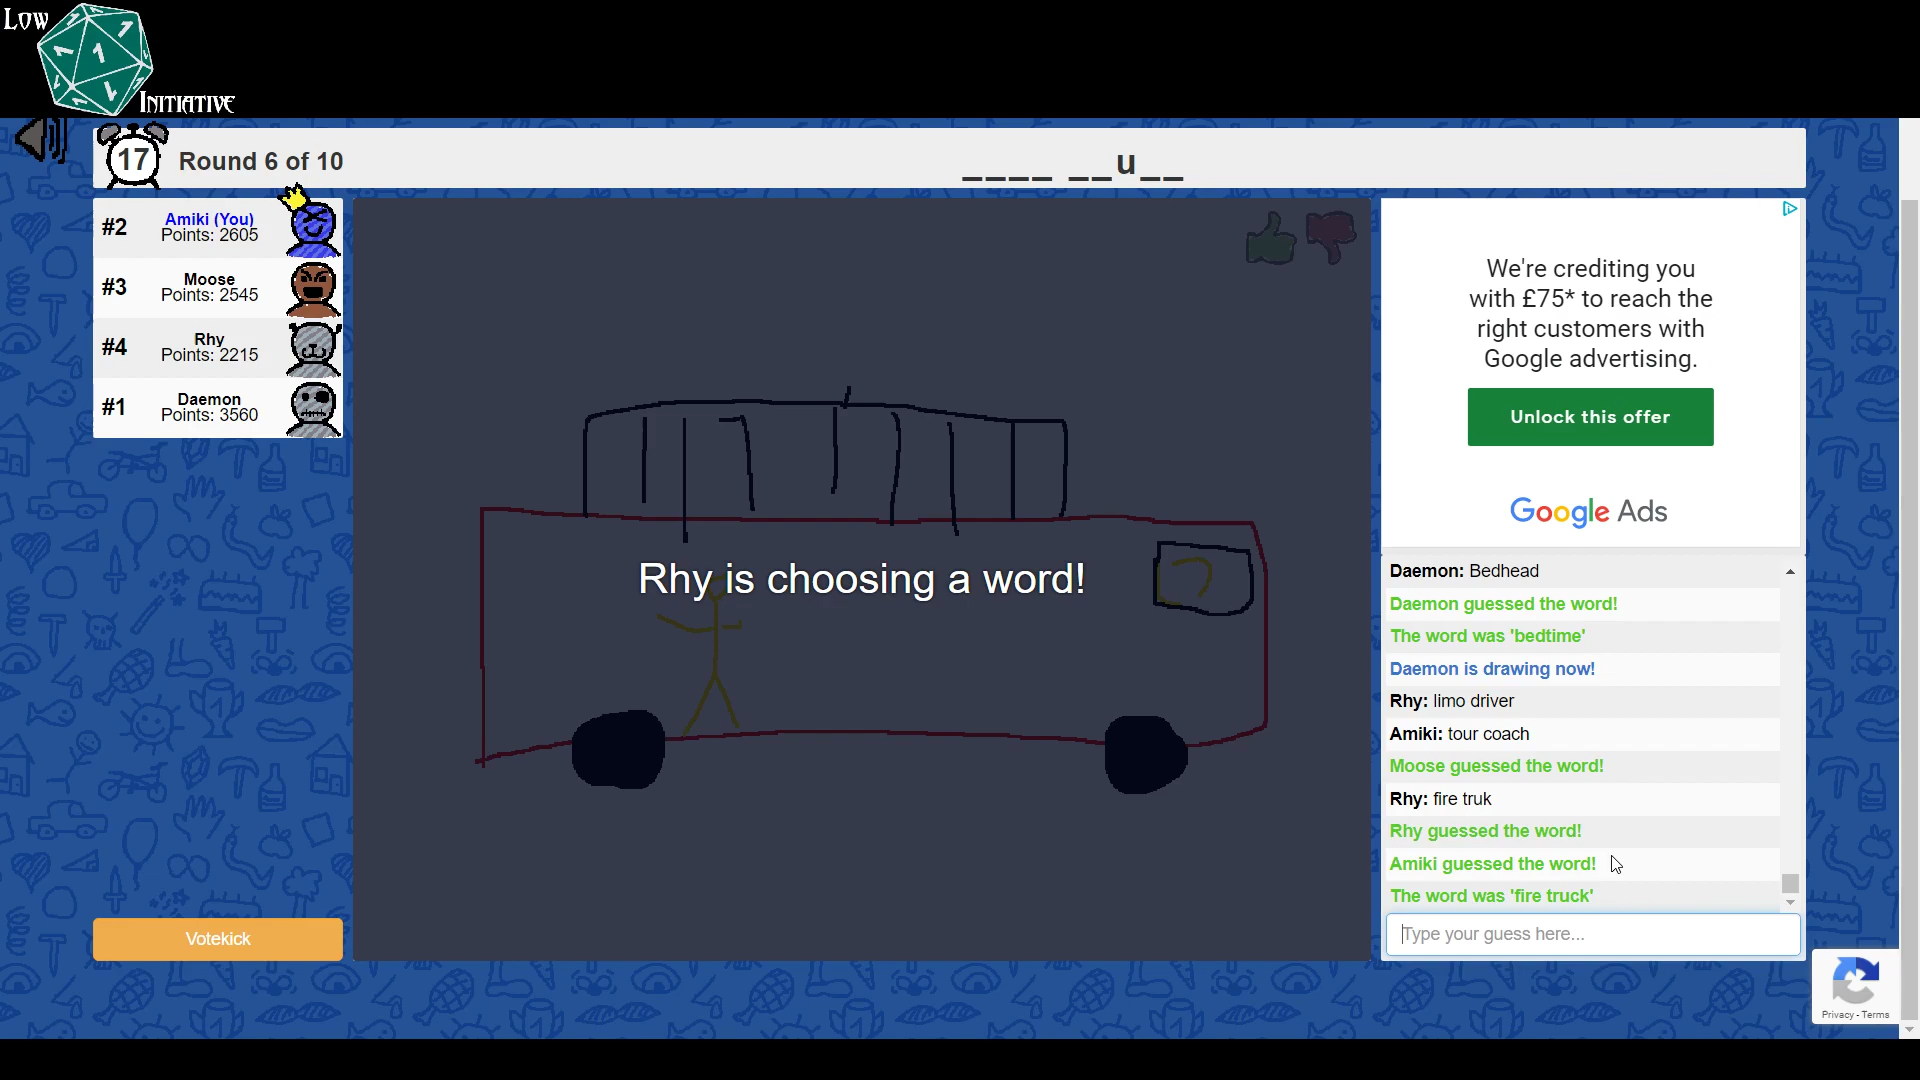 Low
1
1
1
1
INITIATIVE
17
Round 6 of 10
____ __u__
#2
Amiki (You)
Points: 2605
#3
Moose
Points: 2545
#4
Rhy
Points: 2215
#1
Daemon
Points: 3560
Votekick
Rhy is choosing a word!
We're crediting you
with £75* to reach the
right customers with
Google advertising.
Unlock this offer
Google Ads
Daemon: Bedhead
Daemon guessed the word!
The word was 'bedtime'
Daemon is drawing now!
Rhy: limo driver
Amiki: tour coach
Moose guessed the word!
Rhy: fire truk
Rhy guessed the word!
Amiki guessed the word!
The word was 'fire truck'
Type your guess here...
Privacy - Terms